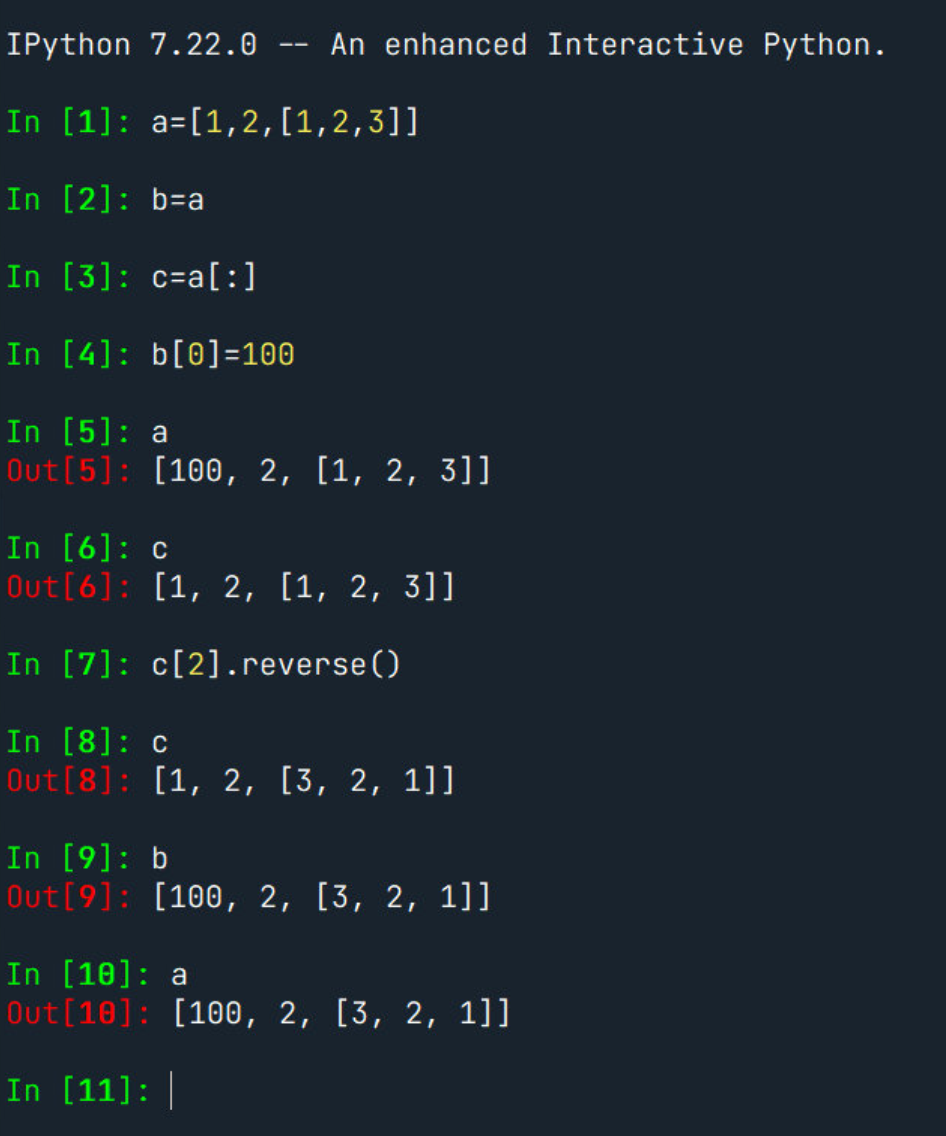 IPython 7.22.0 -- An enhanced Interactive Python.
In [1]: a=[1,2,[1,2,3]]
In [2]: b=a
In [3]: c=a[:]
In [4]: b[0]=100
In [5]: a
Out[5]: [100, 2, [1, 2, 3]]
In [6]: c
Out[6]: [1, 2, [1, 2, 3]]
In [7]: c[2].reverse()
In [8]: c
Out[8]: [1, 2, [3, 2, 1]]
In [9]: b
Out[9]: [100, 2, [3, 2, 1]]
In [10]: a
Out[10]: [100, 2, [3, 2, 1]]
In [11]: